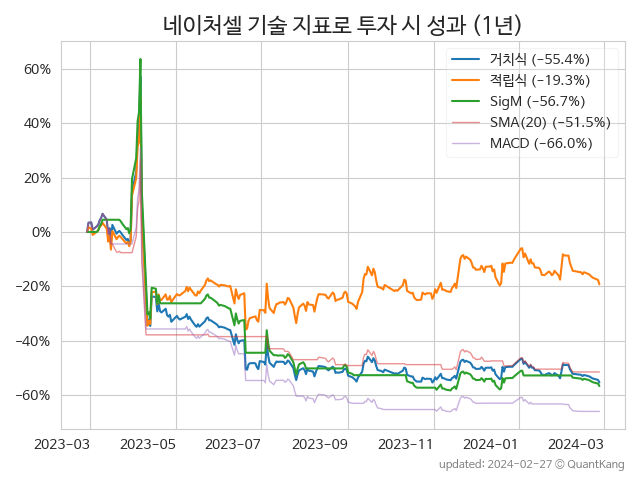 네이처셀 기술 지표로 투자 시 성과 (1년)
거치식 (−55.4%)
적립식 (−19.3%)
SigM (−56.7%)
SMA(20) (−51.5%)
MACD (−66.0%)
60%
40%
20%
0%
−20%
−40%
−60%
2023-03 2023-05 2023-07 2023-09 2023-11 2024-01 2024-03
updated: 2024-02-27 © QuantKang